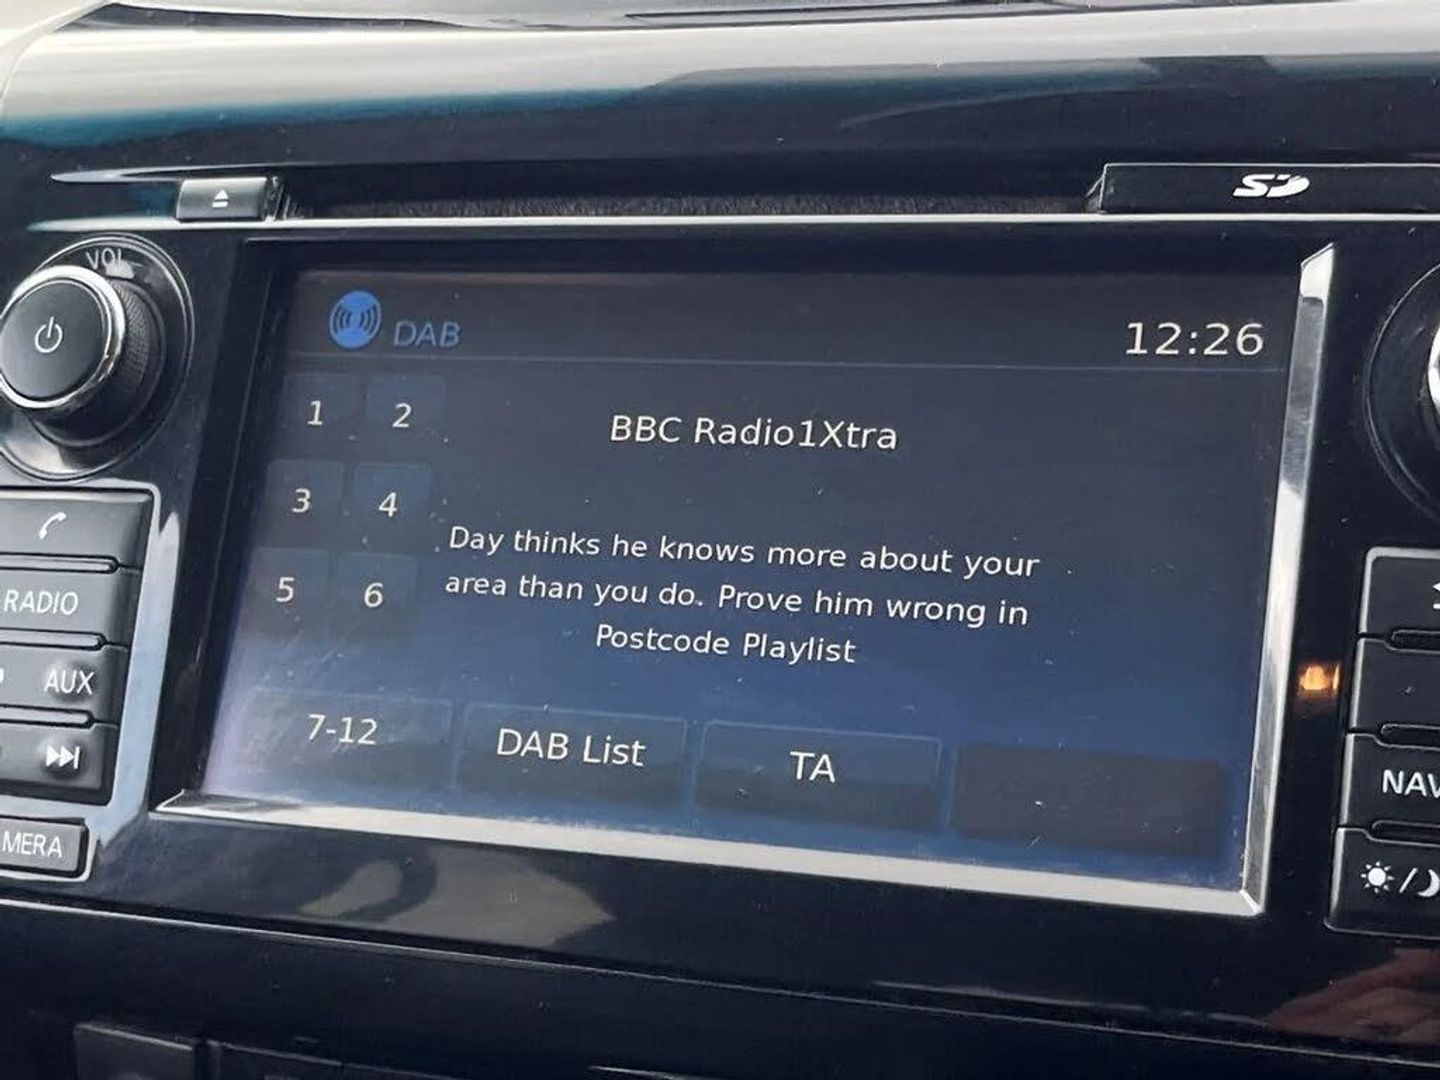 SD
VOL
DAB
12:26
1 2
BBC Radio1Xtra
3 4
Day thinks he knows more about your
area than you do. Prove him wrong in
Postcode Playlist
5 6
7-12
DAB List
TA
RADIO
AUX
MERA
NAV